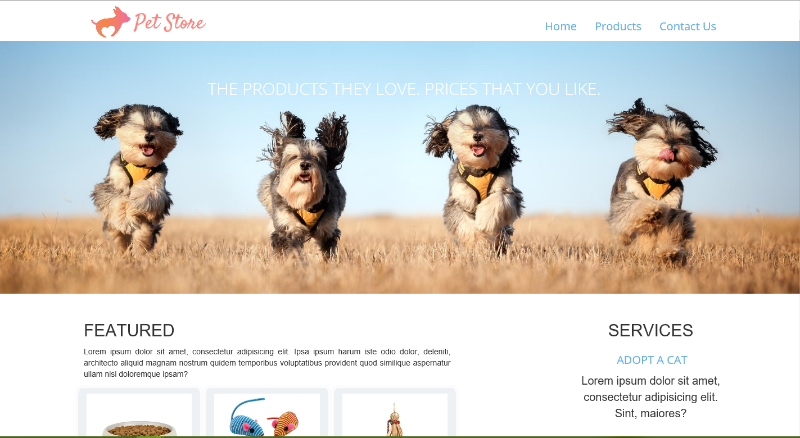 Pet Store
Home Products Contact Us
THE PRODUCTS THEY LOVE. PRICES THAT YOU LIKE.
FEATURED
Lorem ipsum dolor sit amet, consectetur adipisicing elit. Ipsa ipsum harum iste odio dolor, deleniti,
architecto aliquid magnam nostrum quidem temporibus voluptatibus provident quod similique aspernatur
ullam nisi doloremque ipsam?
SERVICES
ADOPT A CAT
Lorem ipsum dolor sit amet,
consectetur adipisicing elit.
Sint, maiores?